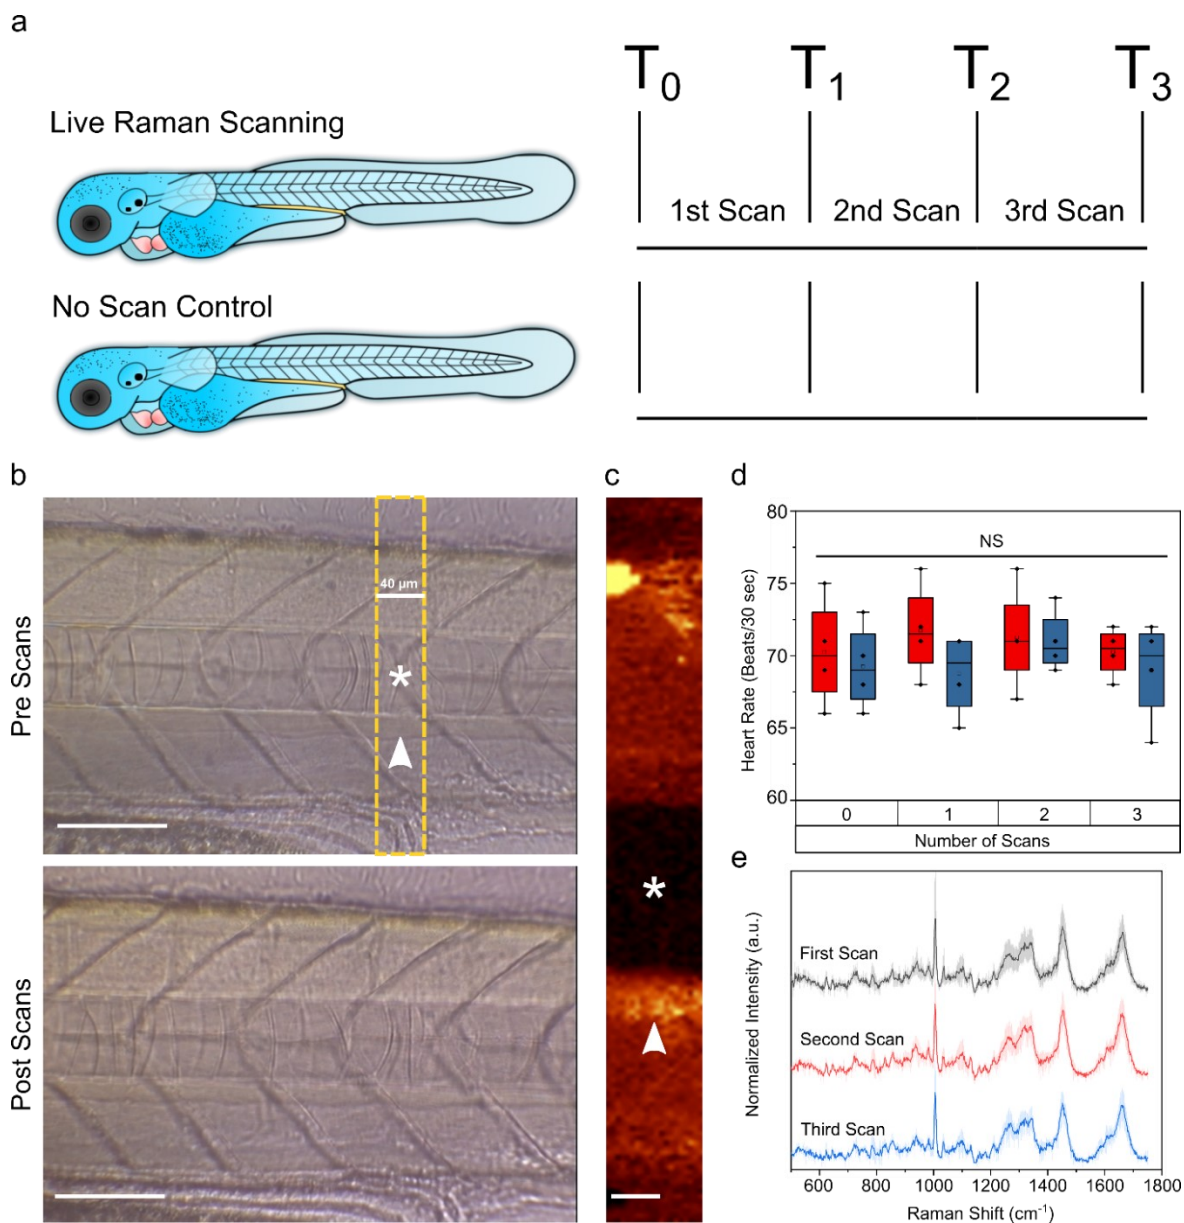 a
T0 T1 T2 T3
Live Raman Scanning
1st Scan 2nd Scan 3rd Scan
No Scan Control
b
Pre Scans
40 µm
*
Post Scans
c
*
d
NS
Heart Rate (Beats/30 sec)
80
75
70
65
60
0 1 2 3
Number of Scans
e
Normalized Intensity (a.u.)
First Scan
Second Scan
Third Scan
600 800 1000 1200 1400 1600 1800
Raman Shift (cm-1)